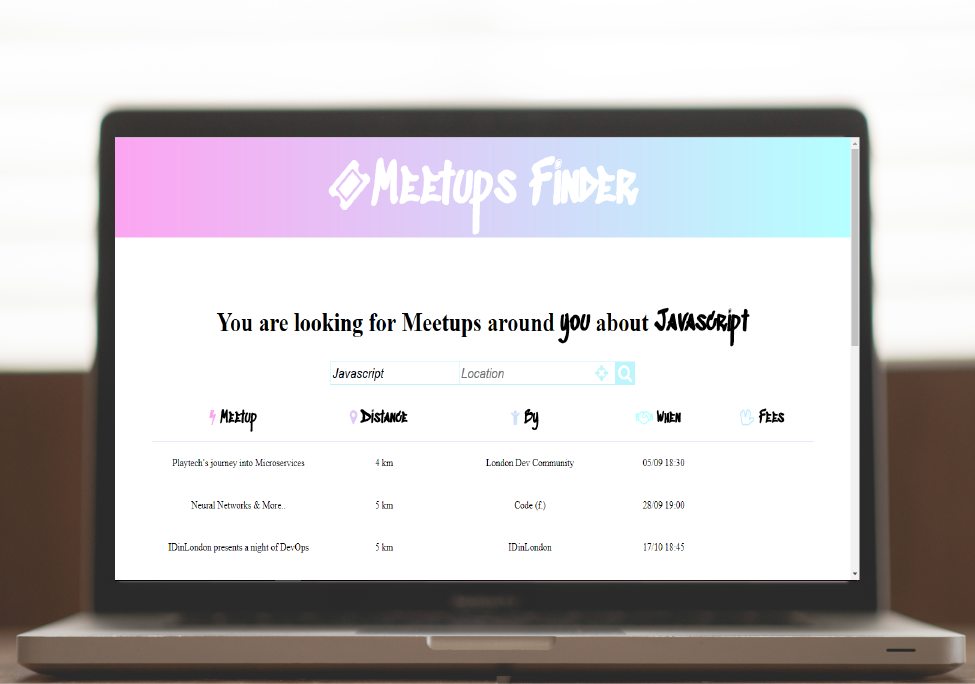 Meetups Finder
You are looking for Meetups around you about Javascript
Javascript Location
Meetup Distance By When Fees
Playtech's journey into Microservices 4 km London Dev Community 05/09 18:30
Neural Networks & More.. 5 km Code (f:) 28/09 19:00
IDinLondon presents a night of DevOps 5 km IDinLondon 17/10 18:45